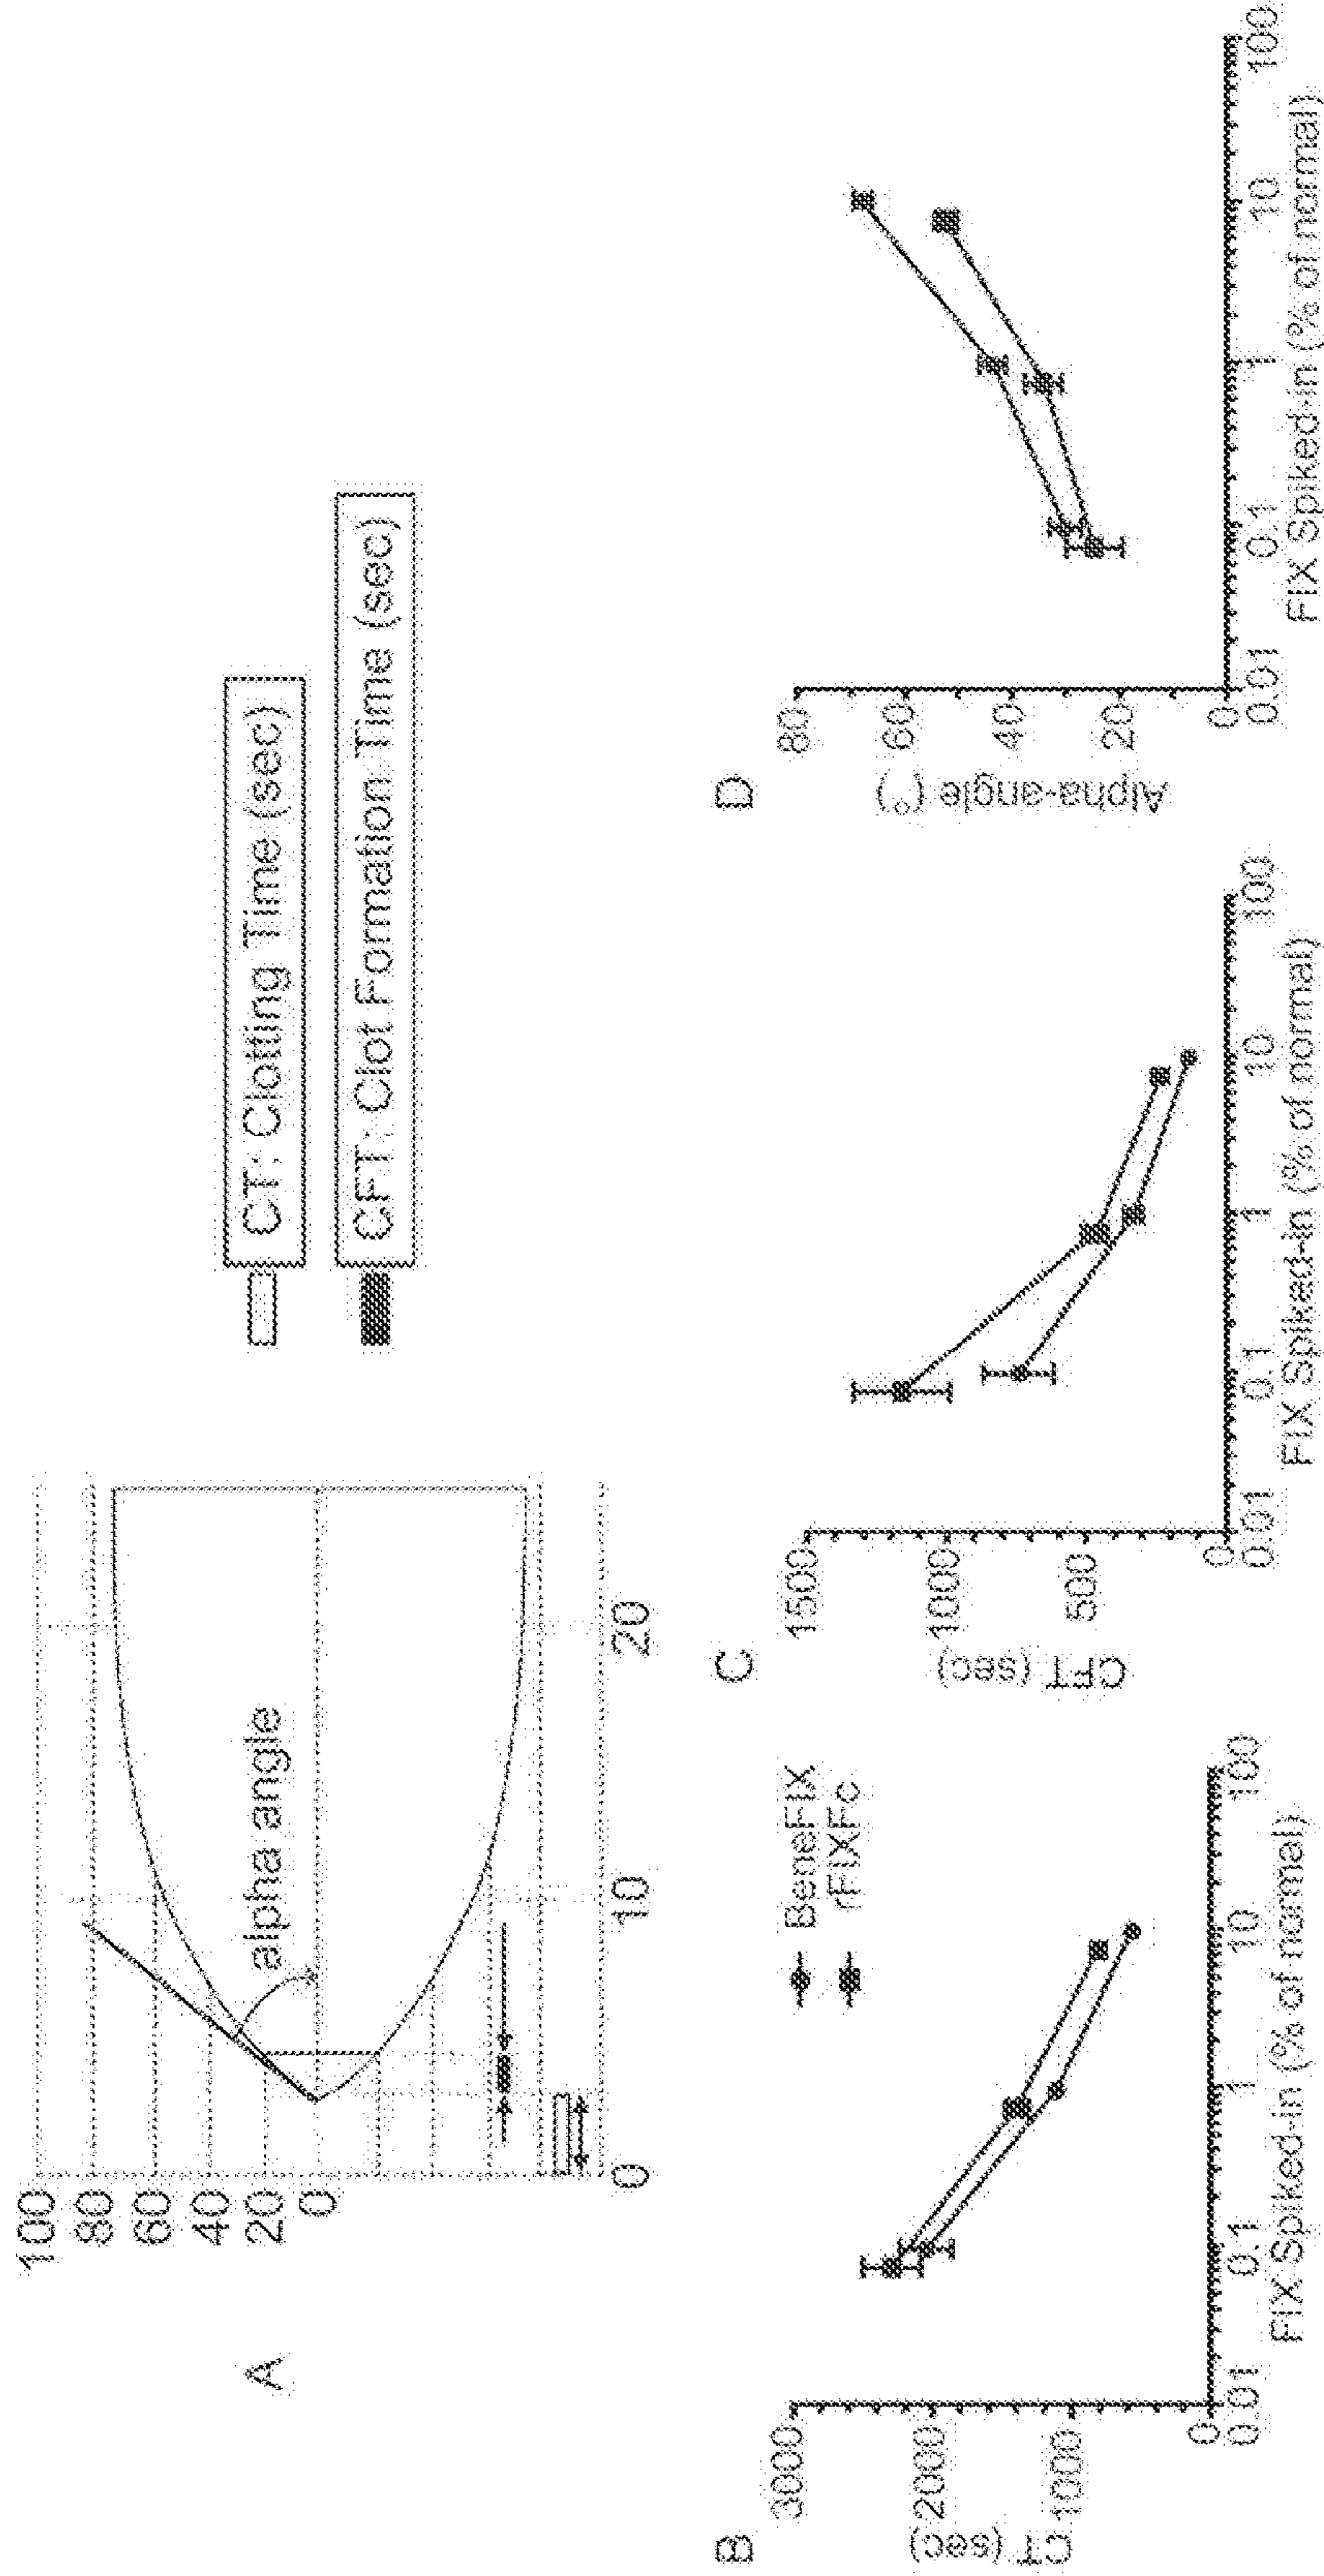 A
100
80
60
40
20
0
alpha angle
0
10
20
CT: Clotting Time (sec)
CFT: Clot Formation Time (sec)
B
CT (sec)
3000
2000
1000
0
0.01
0.1
1
10
100
FIX Spiked-in (% of normal)
BeneFIX
rFIXFc
C
CFT (sec)
1500
1000
500
0
0.01
0.1
1
10
100
FIX Spiked-in (% of normal)
D
Alpha-angle (°)
80
60
40
20
0
0.01
0.1
1
10
100
FIX Spiked-in (% of normal)